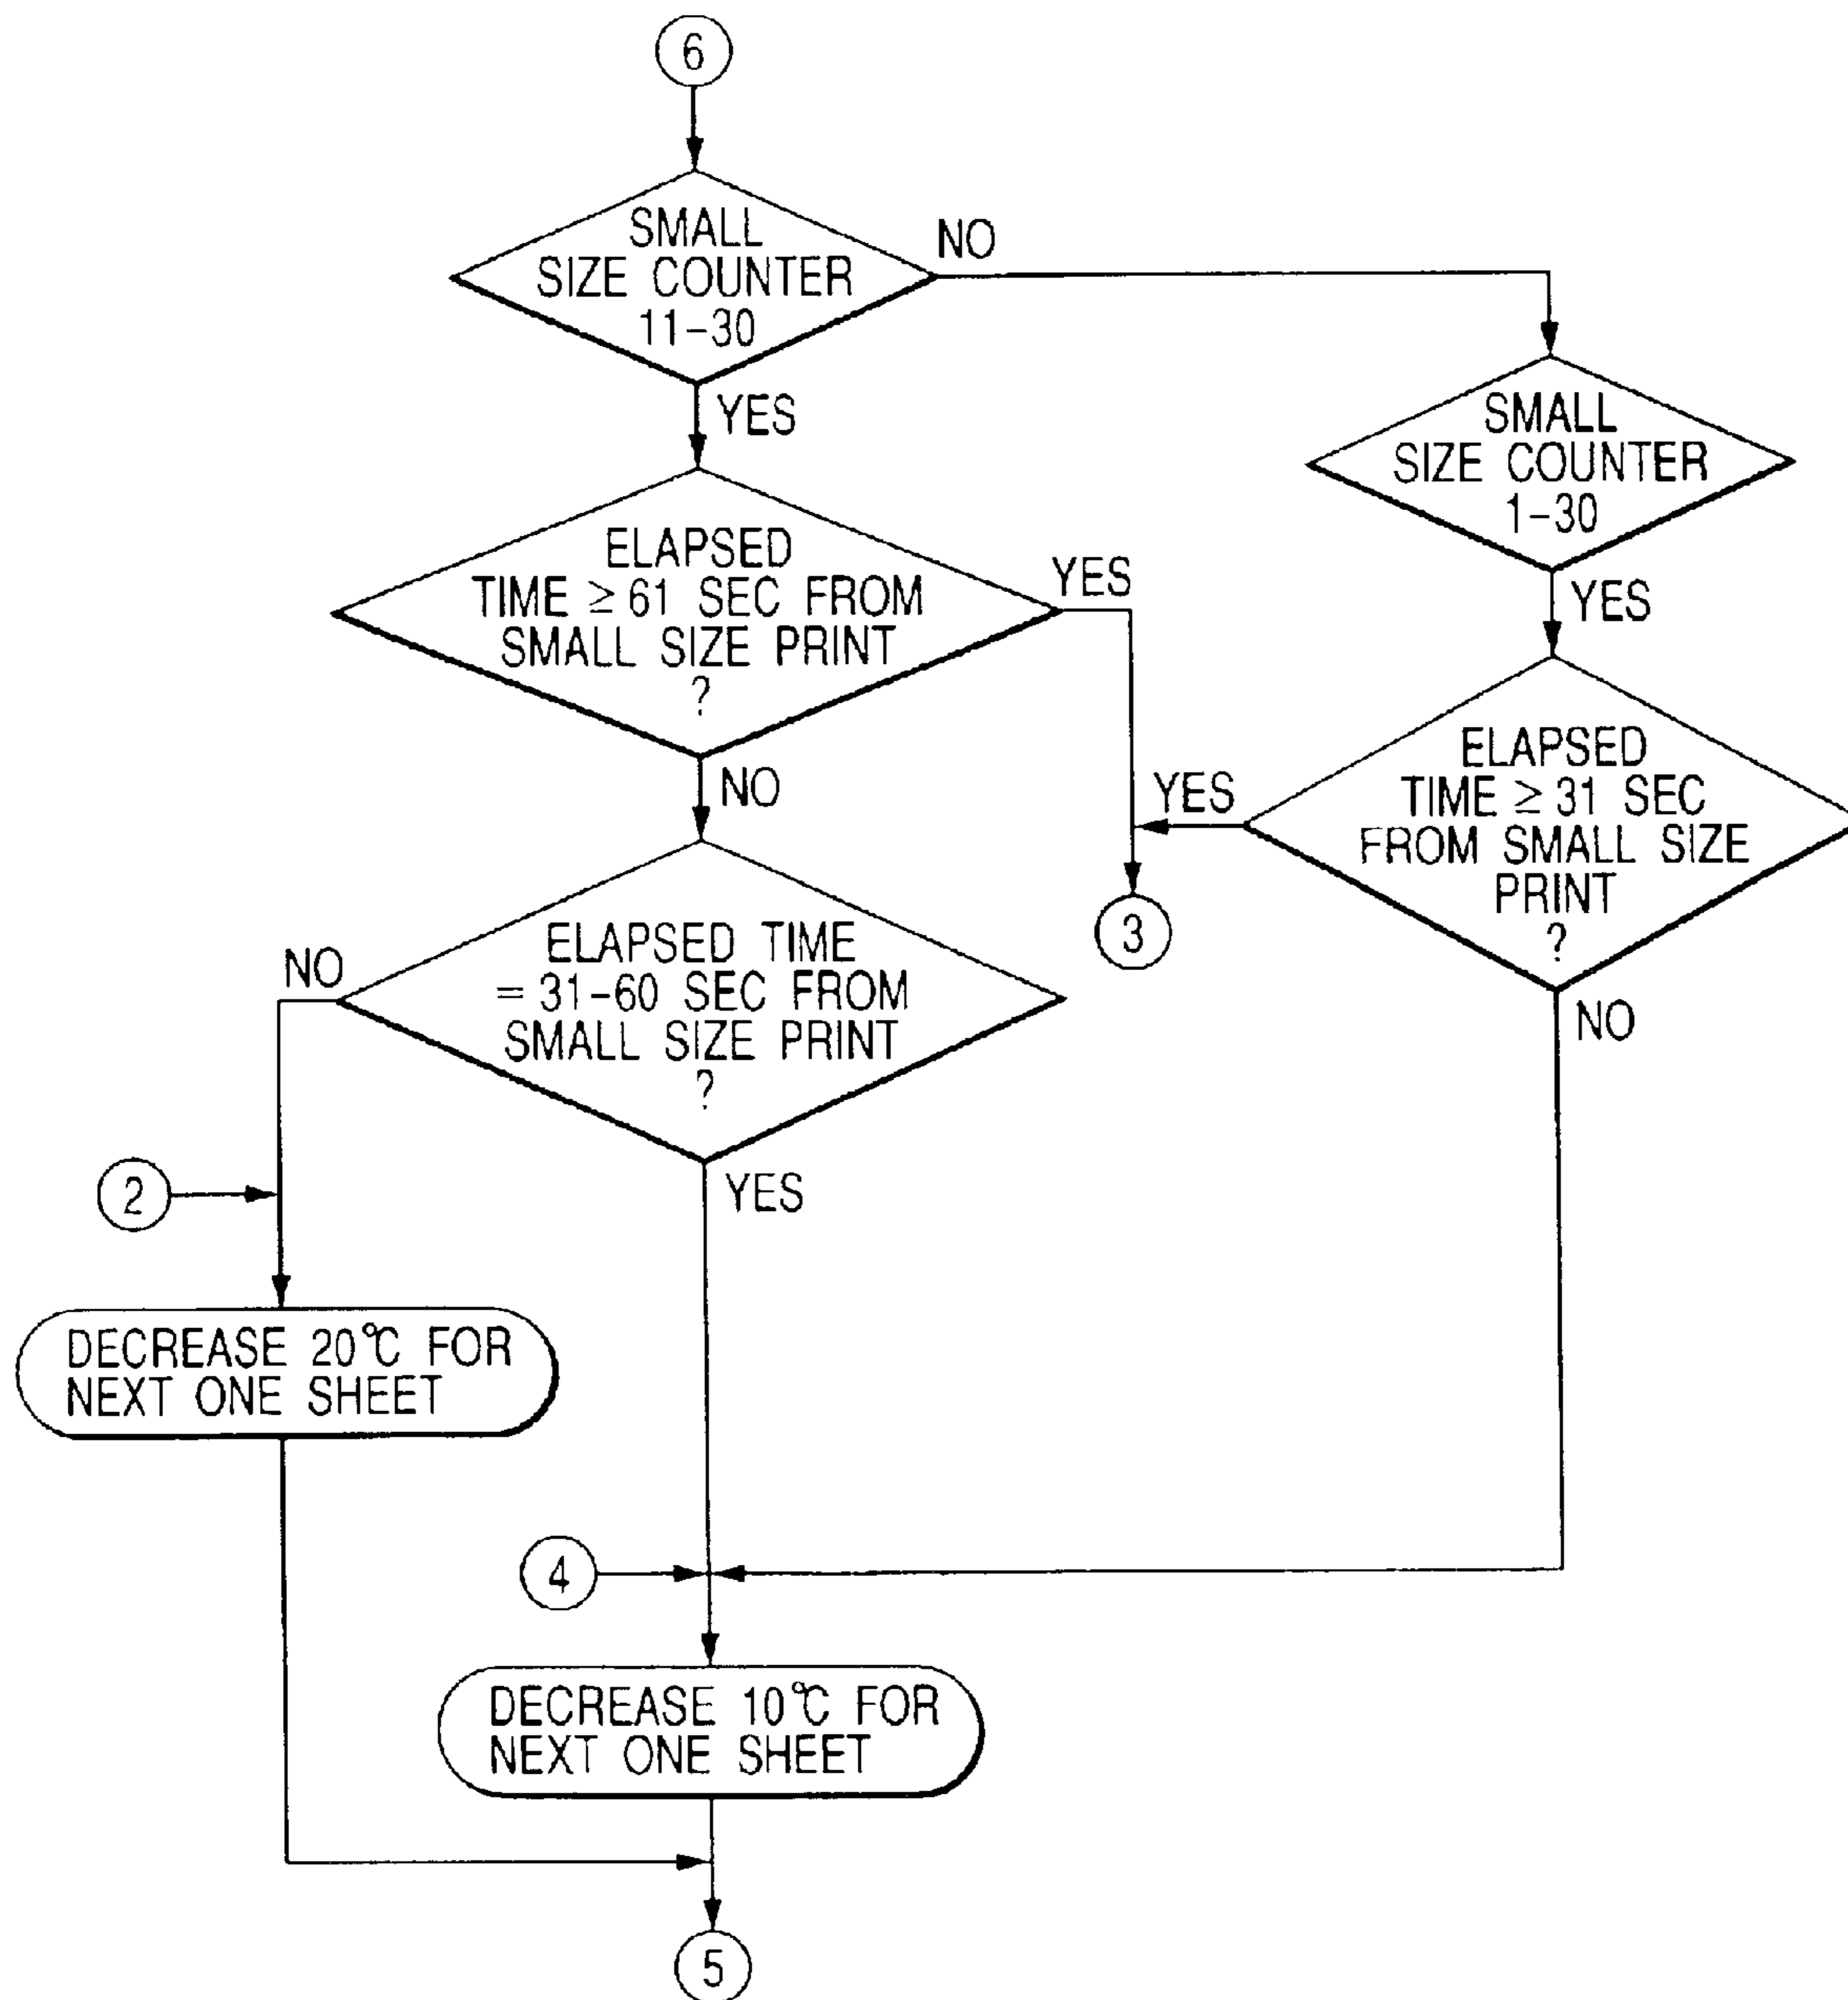 6
SMALL
SIZE COUNTER
11-30
NO
YES
SMALL
SIZE COUNTER
1-30
YES
ELAPSED
TIME ≥ 61 SEC FROM
SMALL SIZE PRINT
?
YES
NO
ELAPSED
TIME ≥ 31 SEC
FROM SMALL SIZE
PRINT
?
YES
NO
3
ELAPSED TIME
= 31-60 SEC FROM
SMALL SIZE PRINT
?
NO
YES
2
DECREASE 20℃ FOR
NEXT ONE SHEET
4
DECREASE 10℃ FOR
NEXT ONE SHEET
5